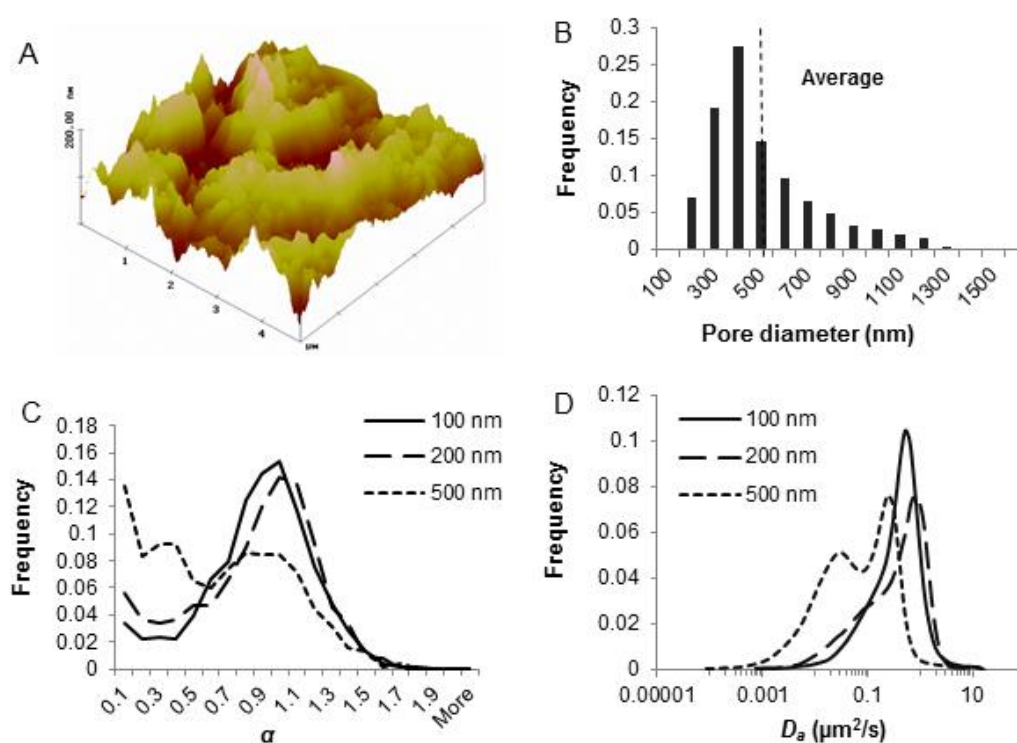 A
200.00 nm
1
2
3
4
µM
B
Average
Frequency
0.3
0.25
0.2
0.15
0.1
0.05
0
100
300
500
700
900
1100
1300
1500
Pore diameter (nm)
C
100 nm
200 nm
500 nm
Frequency
0.18
0.16
0.14
0.12
0.1
0.08
0.06
0.04
0.02
0
0.1
0.3
0.5
0.7
0.9
1.1
1.3
1.5
1.7
1.9
More
α
D
100 nm
200 nm
500 nm
Frequency
0.12
0.1
0.08
0.06
0.04
0.02
0
0.00001
0.001
0.1
10
Da (µm²/s)